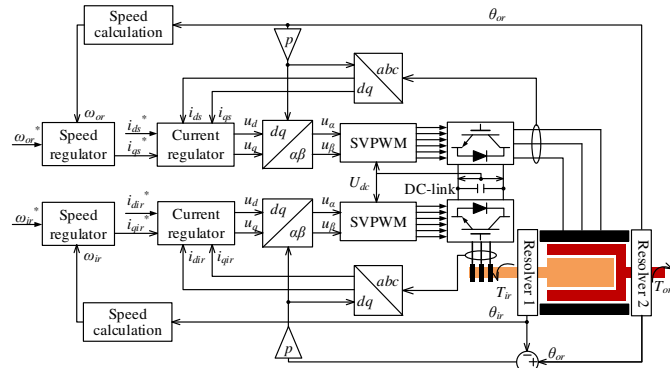 Speed
calculation
θor
p
abc
dq
ωor
ids
iqs
ωor*
Speed
regulator
ids*
iqs*
Current
regulator
ud
uq
dq
αβ
uα
uβ
SVPWM
Udc
DC-link
ωir*
Speed
regulator
idir*
iqir*
Current
regulator
ud
uq
dq
αβ
uα
uβ
SVPWM
ωir
idir
iqir
abc
dq
Tir
Resolver 1
Resolver 2
Tor
θir
Speed
calculation
p
−
+
θor